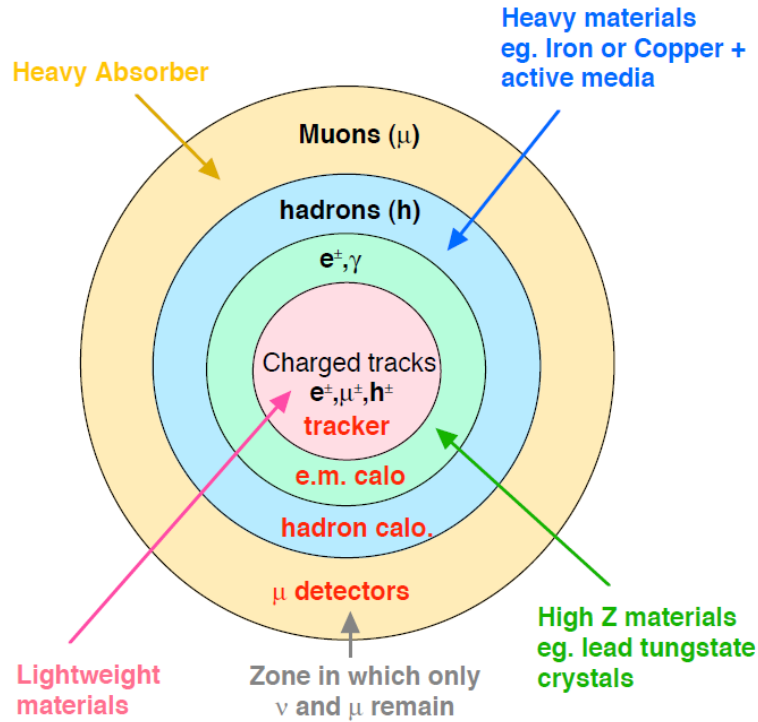 Heavy materials
eg. Iron or Copper +
active media
Heavy Absorber
Muons (μ)
hadrons (h)
e±,γ
Charged tracks
e±,μ±,h±
tracker
e.m. calo
hadron calo.
μ detectors
High Z materials
eg. lead tungstate
crystals
Lightweight
materials
Zone in which only
ν and μ remain